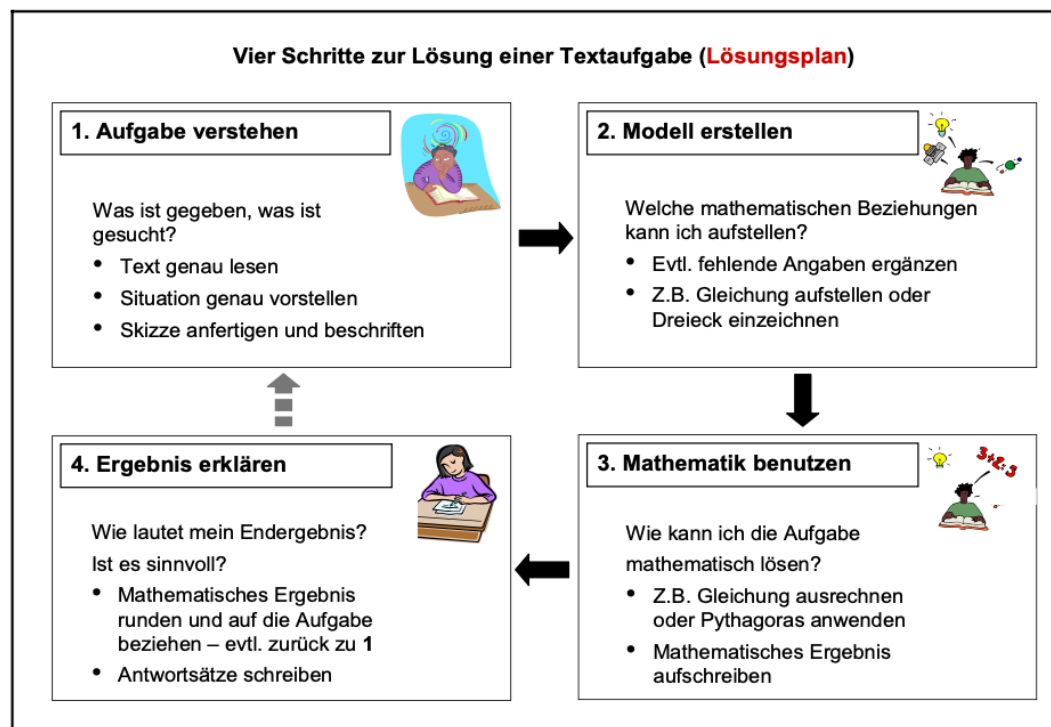 Vier Schritte zur Lösung einer Textaufgabe (Lösungsplan)
1. Aufgabe verstehen
Was ist gegeben, was ist
gesucht?
• Text genau lesen
• Situation genau vorstellen
• Skizze anfertigen und beschriften
2. Modell erstellen
Welche mathematischen Beziehungen
kann ich aufstellen?
• Evtl. fehlende Angaben ergänzen
• Z.B. Gleichung aufstellen oder
Dreieck einzeichnen
3. Mathematik benutzen
3+2=3
Wie kann ich die Aufgabe
mathematisch lösen?
• Z.B. Gleichung ausrechnen
oder Pythagoras anwenden
• Mathematisches Ergebnis
aufschreiben
4. Ergebnis erklären
Wie lautet mein Endergebnis?
Ist es sinnvoll?
• Mathematisches Ergebnis
runden und auf die Aufgabe
beziehen – evtl. zurück zu 1
• Antwortsätze schreiben